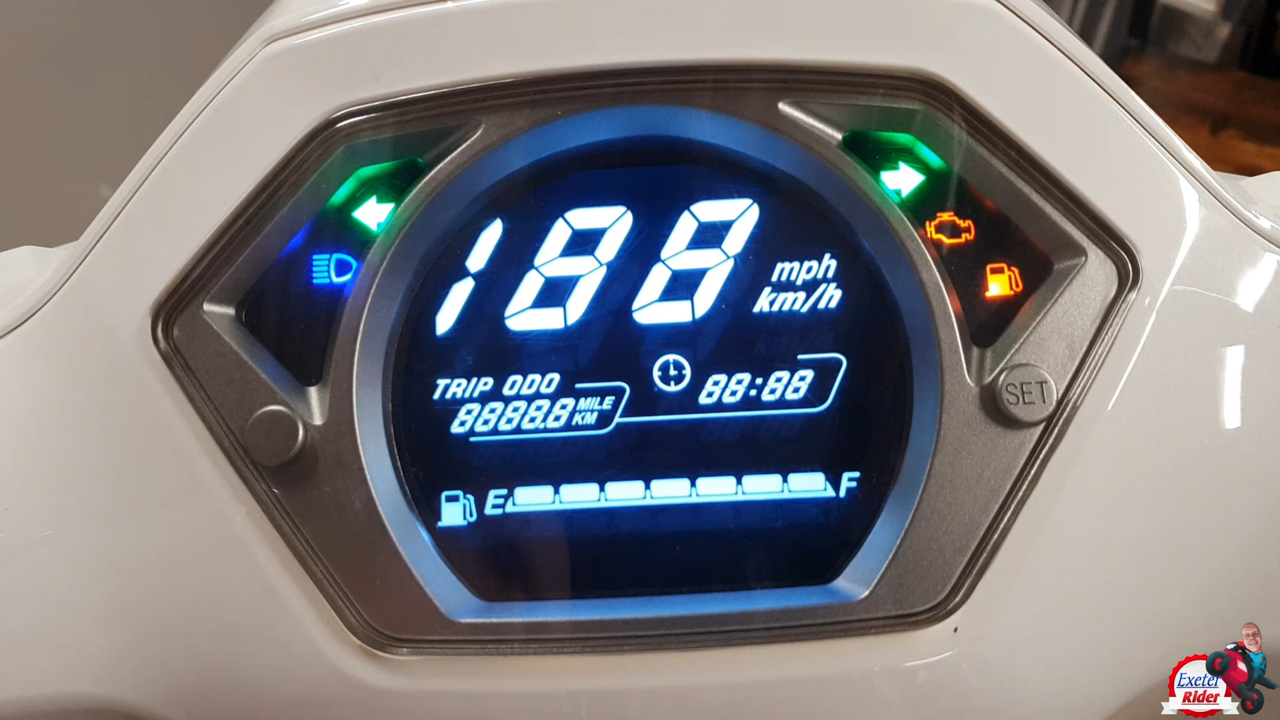 188
mph
km/h
TRIP ODO
8888.8 MILE
KM
88:88
SET
E F
Exeter
Rider